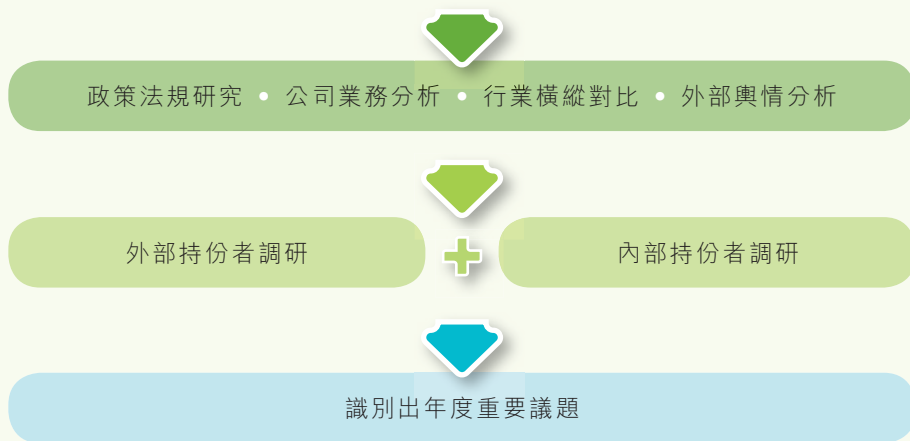 政策法規研究 • 公司業務分析 • 行業橫縱對比 • 外部輿情分析
外部持份者調研
內部持份者調研
識別出年度重要議題